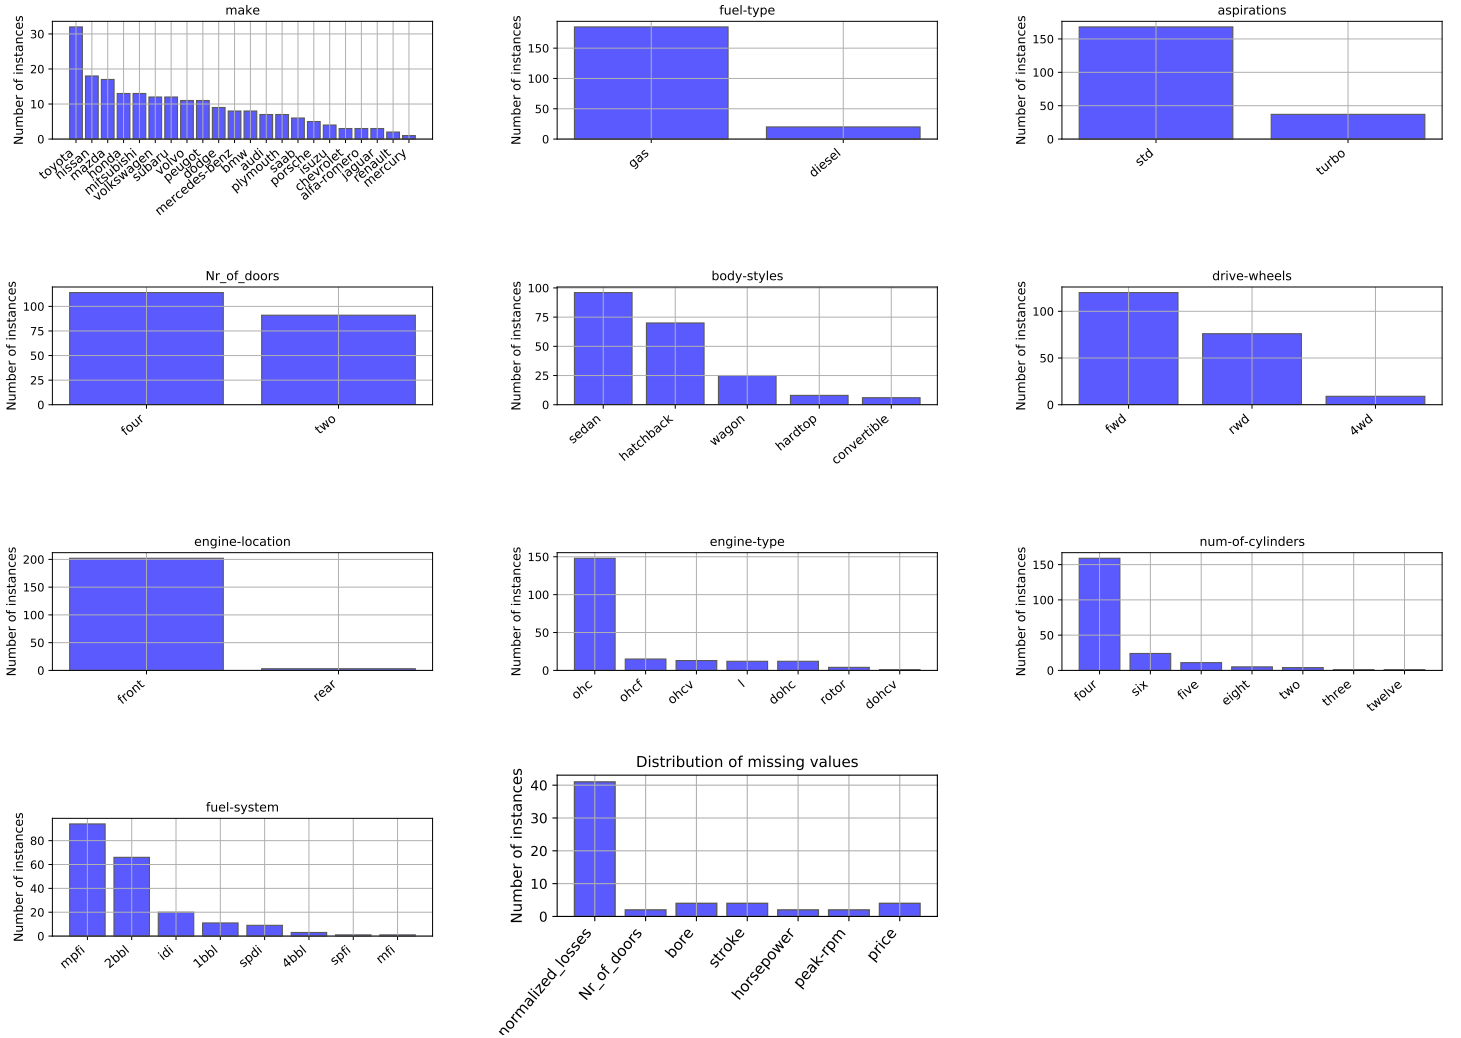 make
Number of instances
30
20
10
0
toyota
nissan
mazda
honda
mitsubishi
volkswagen
subaru
volvo
peugot
dodge
mercedes-benz
bmw
audi
plymouth
saab
porsche
isuzu
chevrolet
alfa-romero
jaguar
renault
mercury
fuel-type
Number of instances
150
100
50
0
gas
diesel
aspirations
Number of instances
150
100
50
0
std
turbo
Nr_of_doors
Number of instances
100
75
50
25
0
four
two
body-styles
Number of instances
100
75
50
25
0
sedan
hatchback
wagon
hardtop
convertible
drive-wheels
Number of instances
100
50
0
fwd
rwd
4wd
engine-location
Number of instances
200
150
100
50
0
front
rear
engine-type
Number of instances
150
100
50
0
ohc
ohcf
ohcv
l
dohc
rotor
dohcv
num-of-cylinders
Number of instances
150
100
50
0
four
six
five
eight
two
three
twelve
fuel-system
Number of instances
80
60
40
20
0
mpfi
2bbl
idi
1bbl
spdi
4bbl
spfi
mfi
Distribution of missing values
Number of instances
40
30
20
10
0
normalized_losses
Nr_of_doors
bore
stroke
horsepower
peak-rpm
price